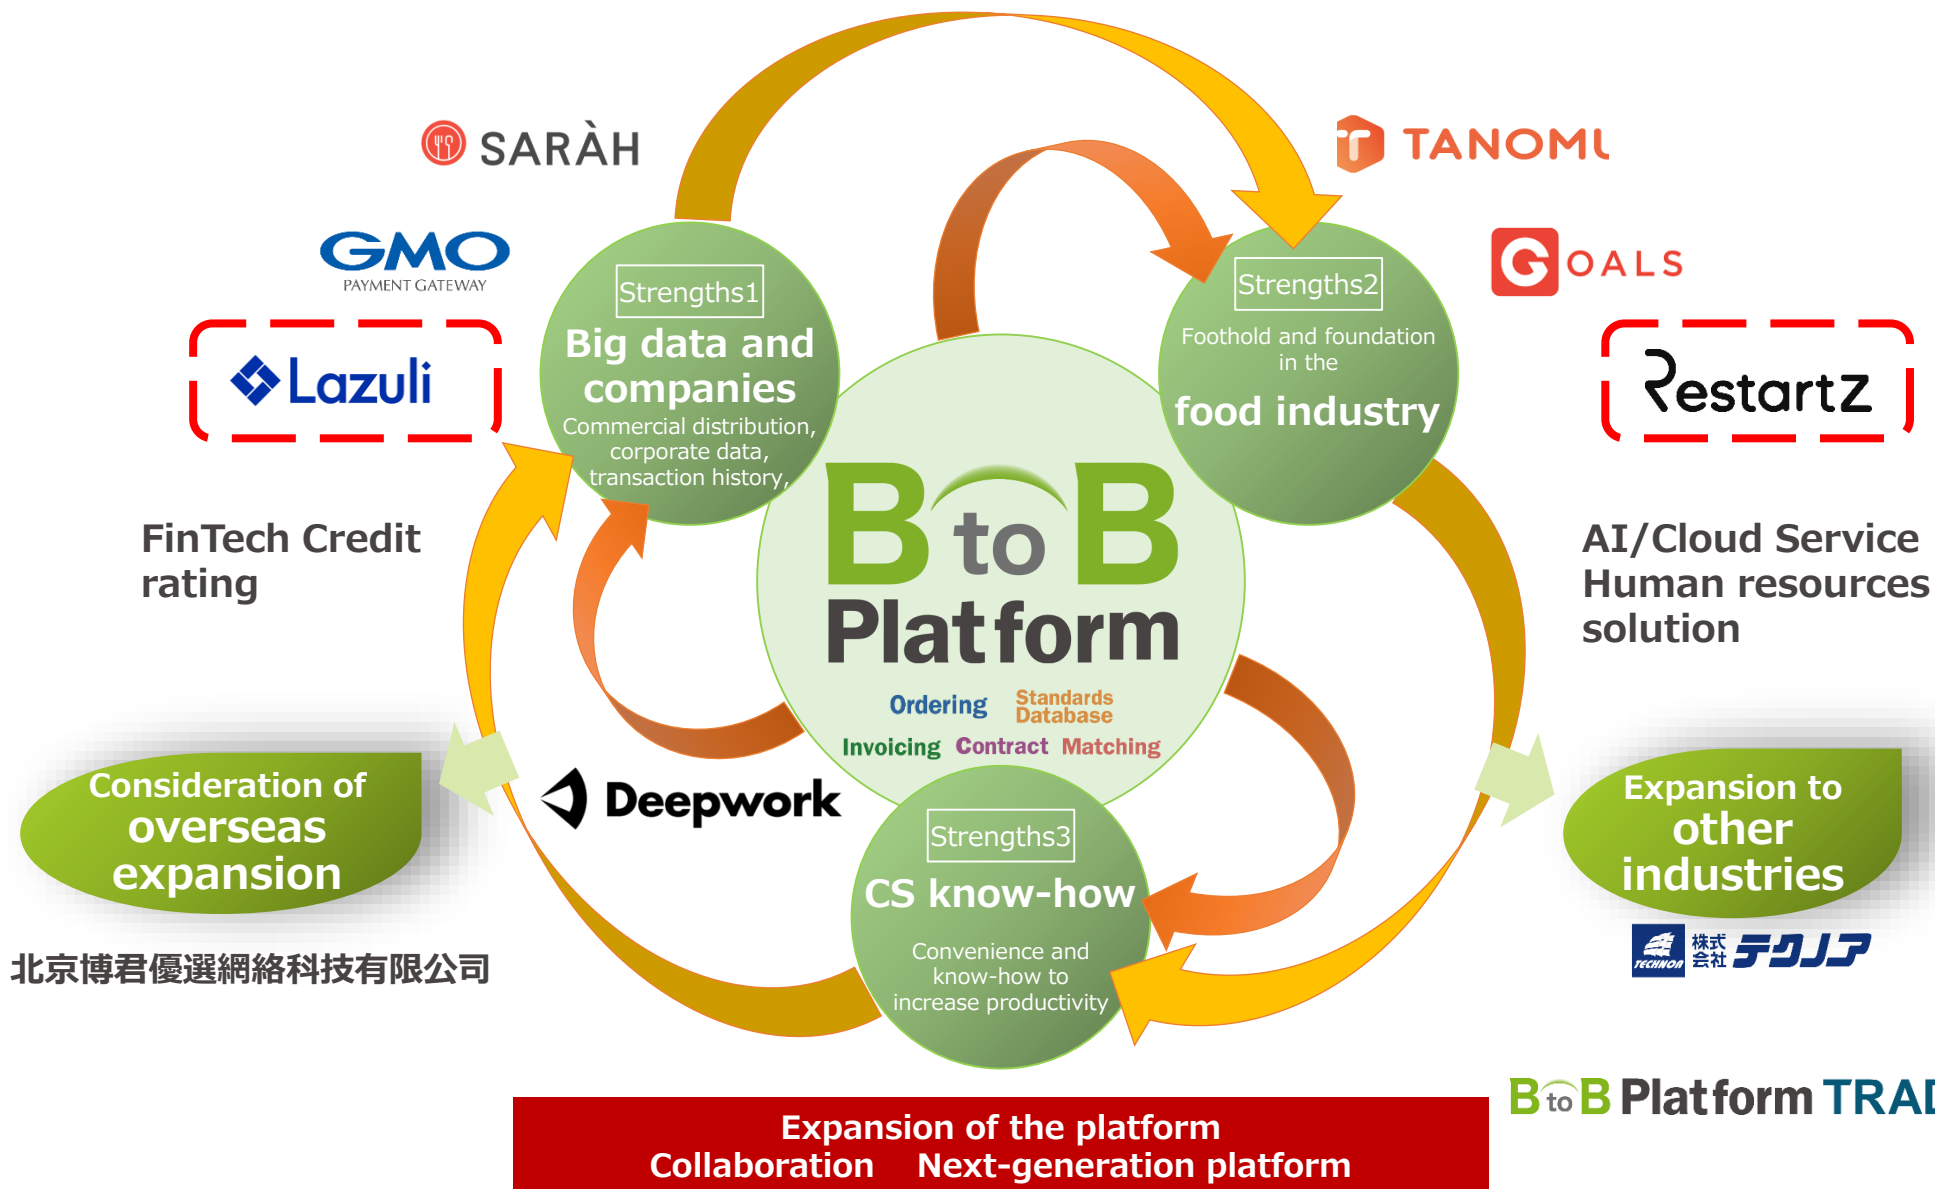 SARÀH
TANOMU
GMO
PAYMENT GATEWAY
GOALS
Strengths1
Big data and
companies
Commercial distribution,
corporate data,
transaction history,
Strengths2
Foothold and foundation
in the
food industry
Lazuli
RestartZ
FinTech Credit
rating
AI/Cloud Service
Human resources
solution
B to B
Platform
Ordering
Standards
Database
Invoicing Contract Matching
Consideration of
overseas
expansion
Deepwork
Expansion to
other
industries
Strengths3
CS know-how
Convenience and
know-how to
increase productivity
北京博君優選網絡科技有限公司
TECHNOA
株式
会社
テクノア
B to B Platform TRAD
Expansion of the platform
Collaboration Next-generation platform